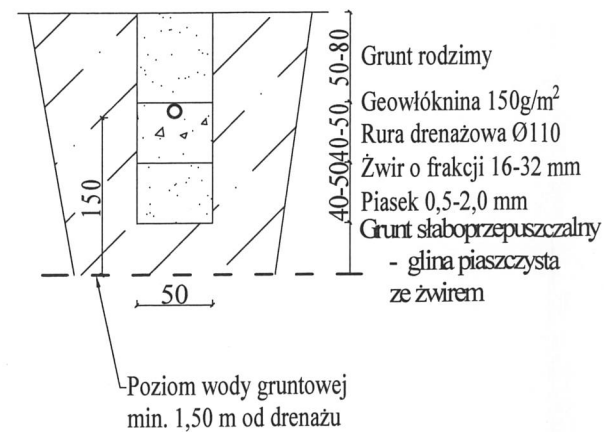 50-80
40-50
40-50
150
50
Grunt rodzimy
Geowłóknina 150g/m²
Rura drenażowa Ø110
Żwir o frakcji 16-32 mm
Piasek 0,5-2,0 mm
Grunt słaboprzepuszczalny
- glina piaszczysta
ze żwirem
Poziom wody gruntowej
min. 1,50 m od drenażu